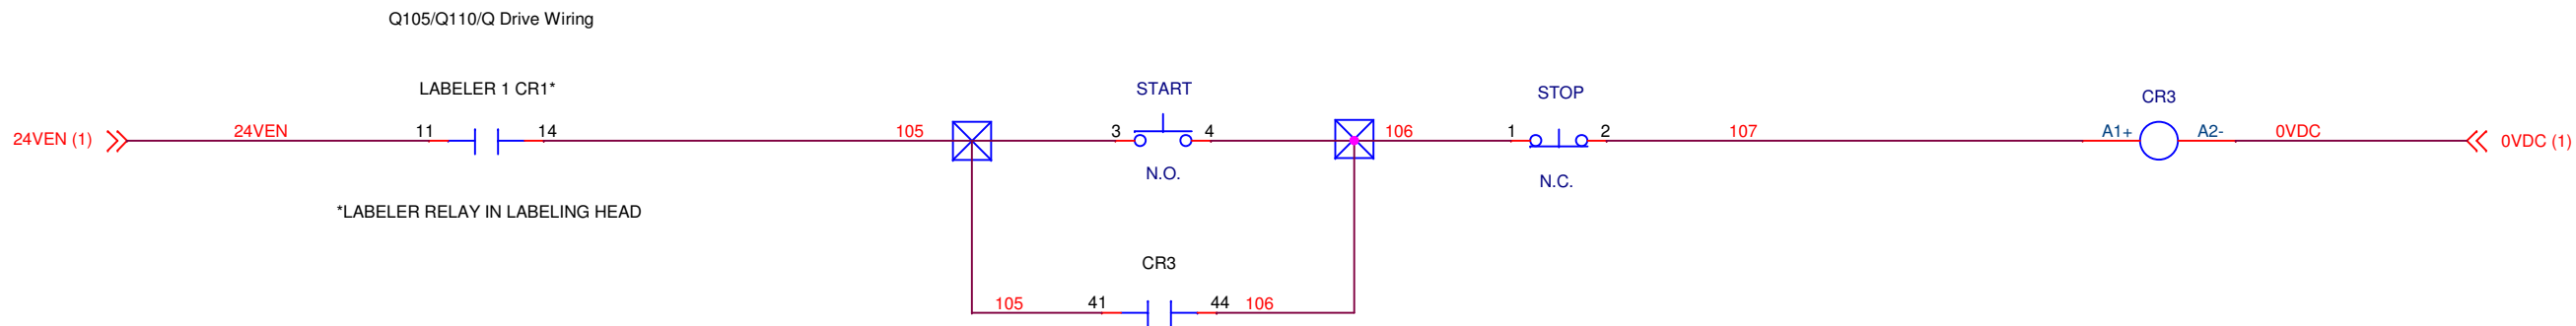 Q105/Q110/Q Drive Wiring
LABELER 1 CR1*
START
STOP
CR3
24VEN (1)
24VEN
11
14
105
3
4
106
1
2
107
A1+
A2-
0VDC
0VDC (1)
N.O.
N.C.
*LABELER RELAY IN LABELING HEAD
CR3
105
41
44
106